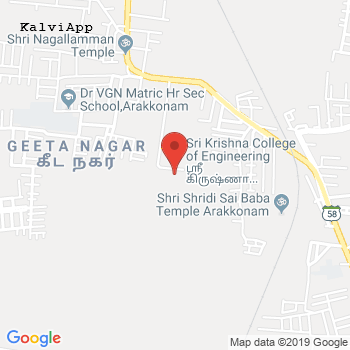 KalviApp
Shri Nagallamman
Temple
Dr VGN Matric Hr Sec
School,Arakkonam
GEETA NAGAR
கீட நகர்
Sri Krishna College
of Engineering
ஸ்ரீ
கிருஷ்ணா...
Shri Shridi Sai Baba
Temple Arakkonam
58
Google
Map data ©2019 Google